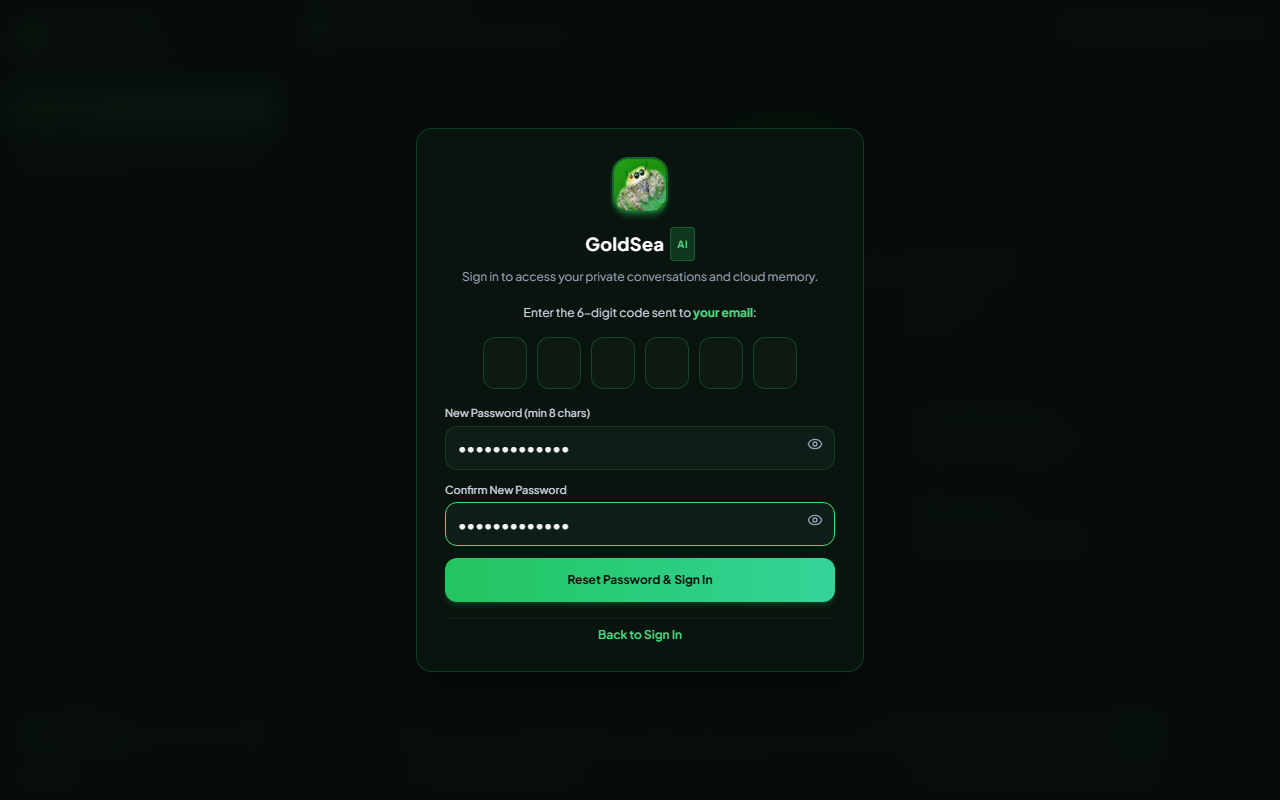 GoldSea AI
Sign in to access your private conversations and cloud memory.
Enter the 6-digit code sent to your email:
New Password (min 8 chars)
●●●●●●●●●●●●●
Confirm New Password
●●●●●●●●●●●●●
Reset Password & Sign In
Back to Sign In